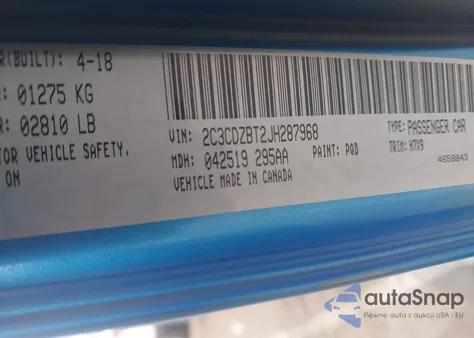 R(BUILT): 4-18
: 01275 KG
R 02810 LB
TOR VEHICLE SAFETY,
ON
VIN: 2C3CDZBT2JH287968
TYPE: PASSENGER CAR
MDH: 042519 295AA
PAINT: PQD
TRIM: H7X9
VEHICLE MADE IN CANADA
4658843
autaSnap
Pewne auto z aukcji USA i EU